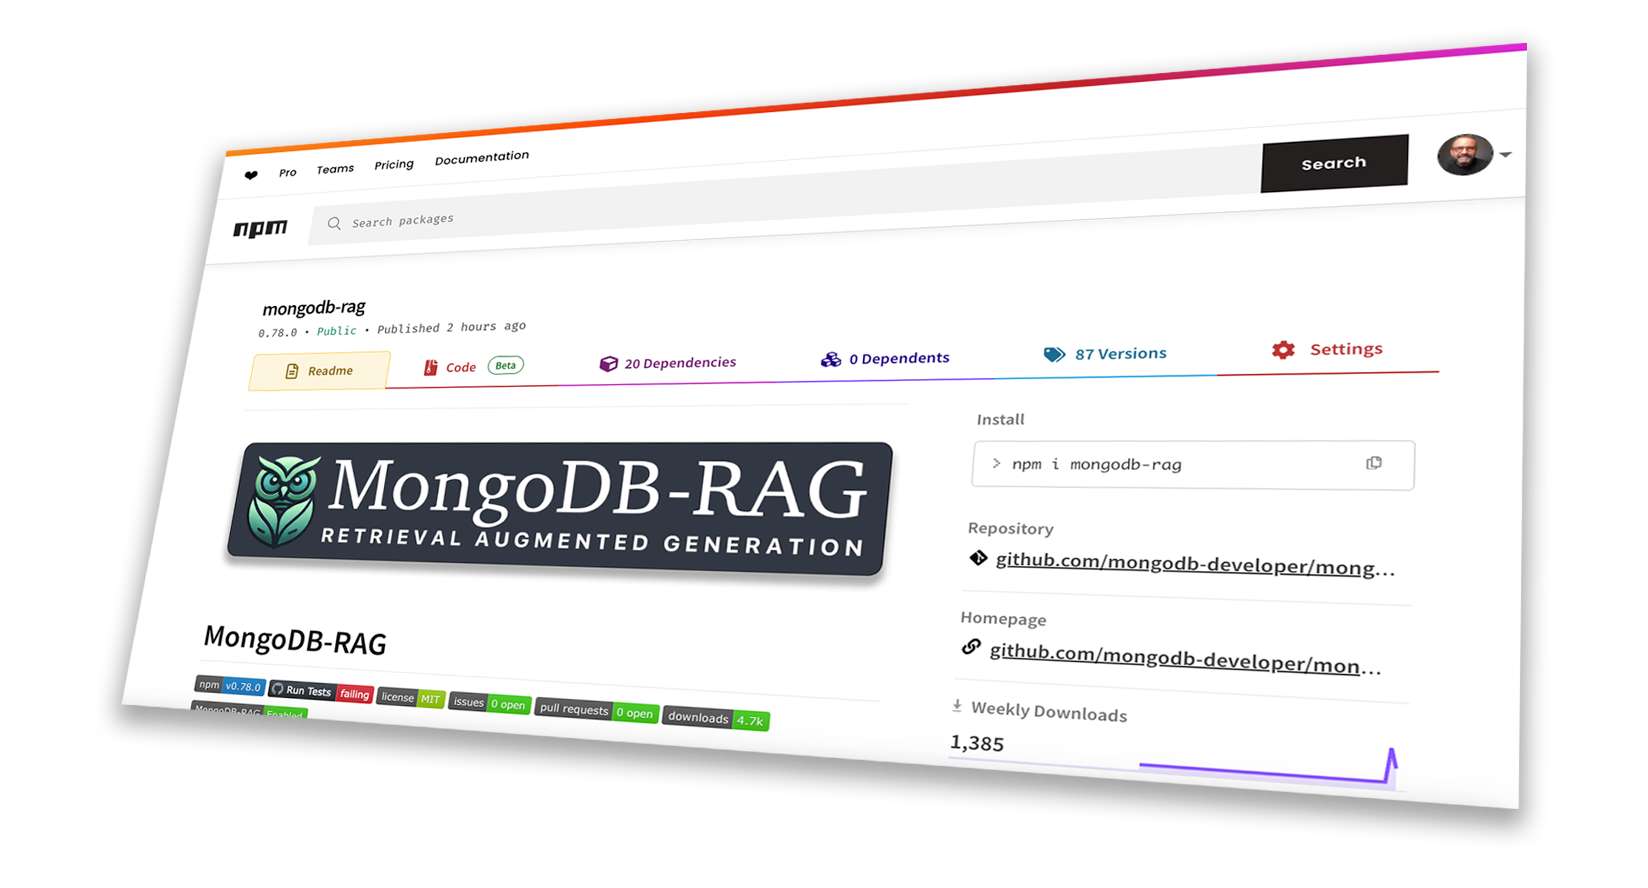 ❤ Pro Teams Pricing Documentation
npm Search packages Search
mongodb-rag
0.78.0 • Public • Published 2 hours ago
Readme Code Beta 20 Dependencies 0 Dependents 87 Versions Settings
MongoDB-RAG
RETRIEVAL AUGMENTED GENERATION
MongoDB-RAG
npm v0.78.0 Run Tests failing license MIT issues 0 open pull requests 0 open downloads 4.7k
MongoDB-RAG Enabled
Install
> npm i mongodb-rag
Repository
github.com/mongodb-developer/mong...
Homepage
github.com/mongodb-developer/mon...
Weekly Downloads
1,385